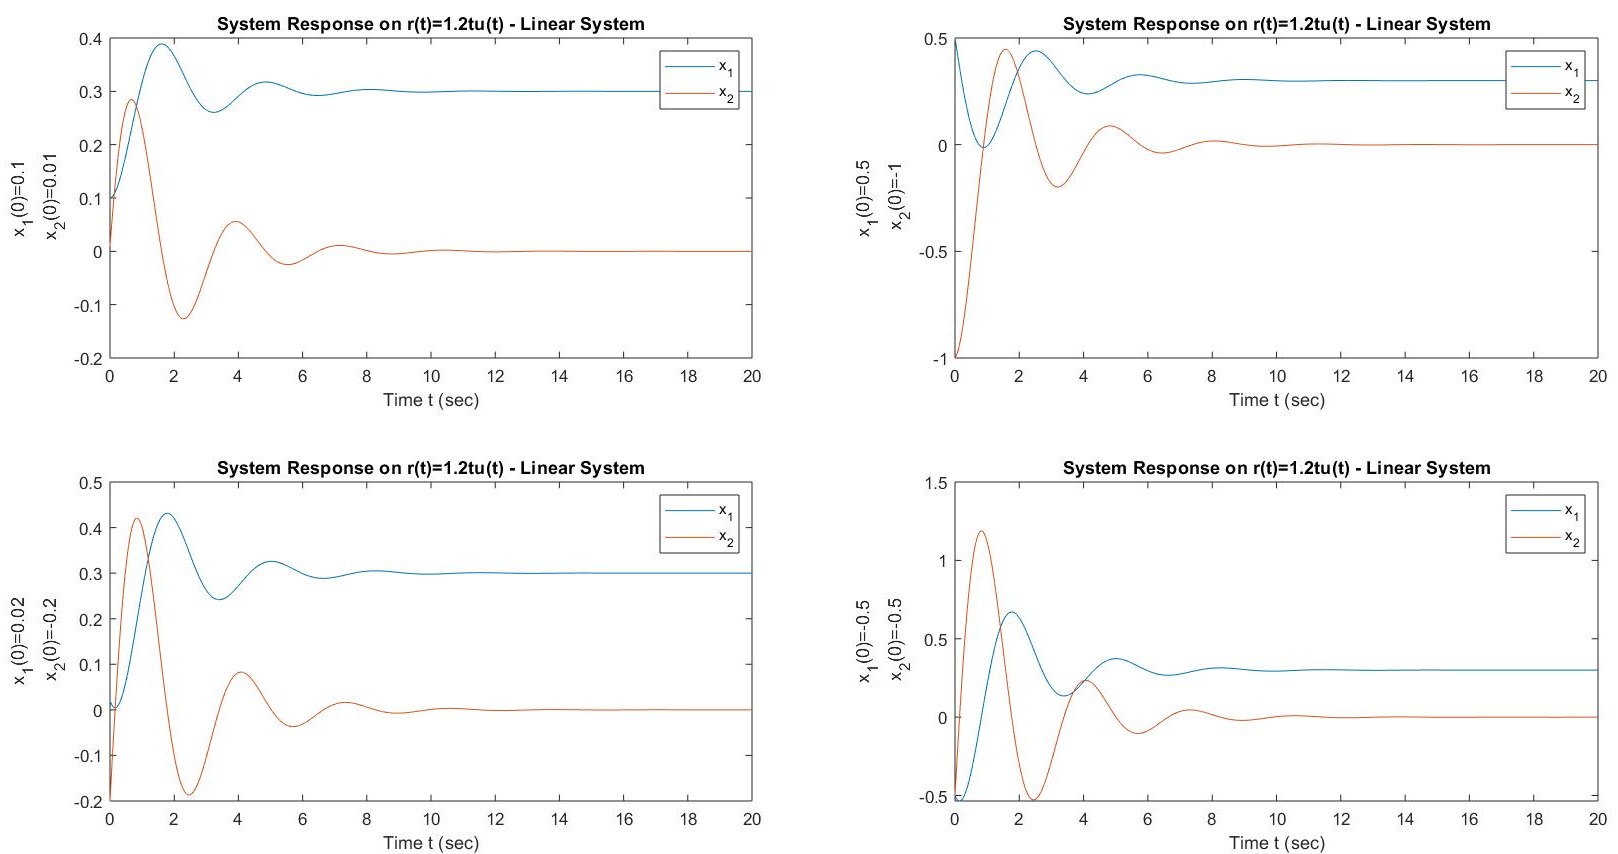 System Response on r(t)=1.2tu(t) - Linear System
x1(0)=0.1
x2(0)=0.01
0.4
0.3
0.2
0.1
0
-0.1
-0.2
x1
x2
0 2 4 6 8 10 12 14 16 18 20
Time t (sec)
System Response on r(t)=1.2tu(t) - Linear System
x1(0)=0.5
x2(0)=-1
0.5
0
-0.5
-1
x1
x2
0 2 4 6 8 10 12 14 16 18 20
Time t (sec)
System Response on r(t)=1.2tu(t) - Linear System
x1(0)=0.02
x2(0)=-0.2
0.5
0.4
0.3
0.2
0.1
0
-0.1
-0.2
x1
x2
0 2 4 6 8 10 12 14 16 18 20
Time t (sec)
System Response on r(t)=1.2tu(t) - Linear System
x1(0)=-0.5
x2(0)=-0.5
1.5
1
0.5
0
-0.5
x1
x2
0 2 4 6 8 10 12 14 16 18 20
Time t (sec)